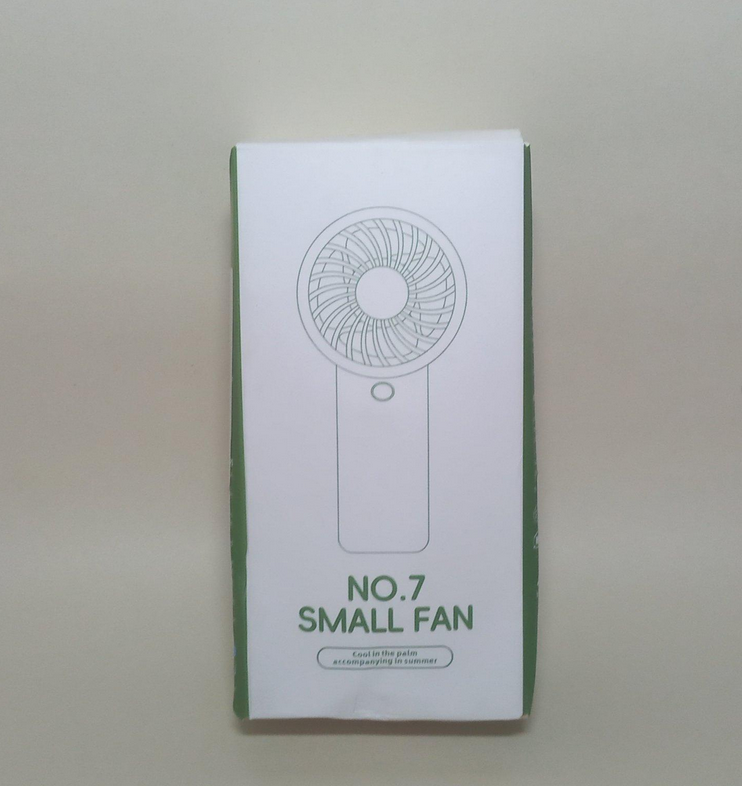 NO.7
SMALL FAN
Cool in the palm
accompanying in summer